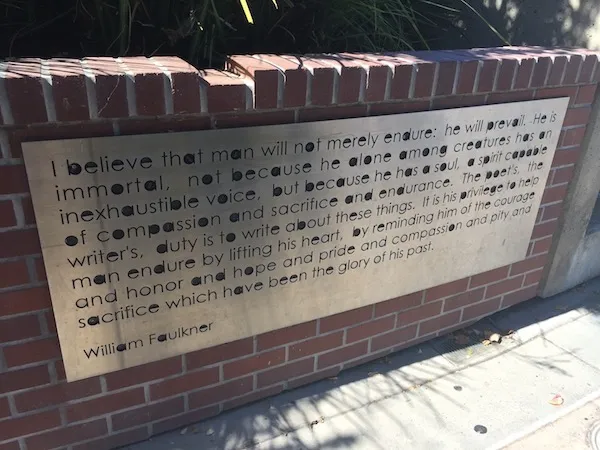 I believe that man will not merely endure: he will prevail. He is
immortal, not because he alone among creatures has an
inexhaustible voice, but because he has a soul, a spirit capable
of compassion and sacrifice and endurance. The poet's, the
writer's, duty is to write about these things. It is his privilege to help
man endure by lifting his heart, by reminding him of the courage
and honor and hope and pride and compassion and pity and
sacrifice which have been the glory of his past.
William Faulkner